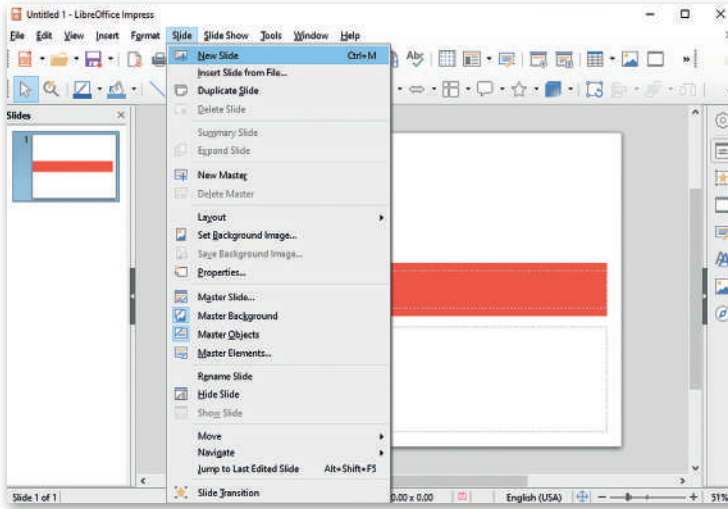 Untitled 1 - LibreOffice Impress
File Edit View Insert Format Slide Slide Show Tools Window Help
New Slide Ctrl+M
Insert Slide from File...
Duplicate Slide
Delete Slide
Summary Slide
Expand Slide
New Master
Delete Master
Layout
Set Background Image...
Save Background Image...
Properties...
Master Slide...
Master Background
Master Objects
Master Elements...
Rename Slide
Hide Slide
Show Slide
Move
Navigate
Jump to Last Edited Slide Alt+Shift+F5
Slide Transition
Slides
1
Slide 1 of 1
0.00 x 0.00 English (USA) 51%